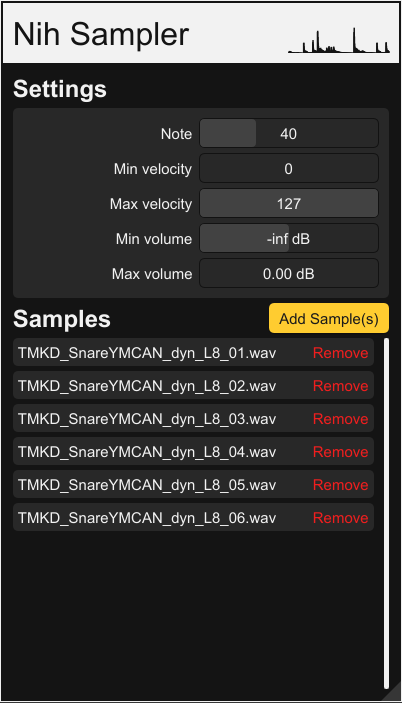 Nih Sampler
Settings
Note 40
Min velocity 0
Max velocity 127
Min volume -inf dB
Max volume 0.00 dB
Samples Add Sample(s)
TMKD_SnareYMCAN_dyn_L8_01.wav Remove
TMKD_SnareYMCAN_dyn_L8_02.wav Remove
TMKD_SnareYMCAN_dyn_L8_03.wav Remove
TMKD_SnareYMCAN_dyn_L8_04.wav Remove
TMKD_SnareYMCAN_dyn_L8_05.wav Remove
TMKD_SnareYMCAN_dyn_L8_06.wav Remove